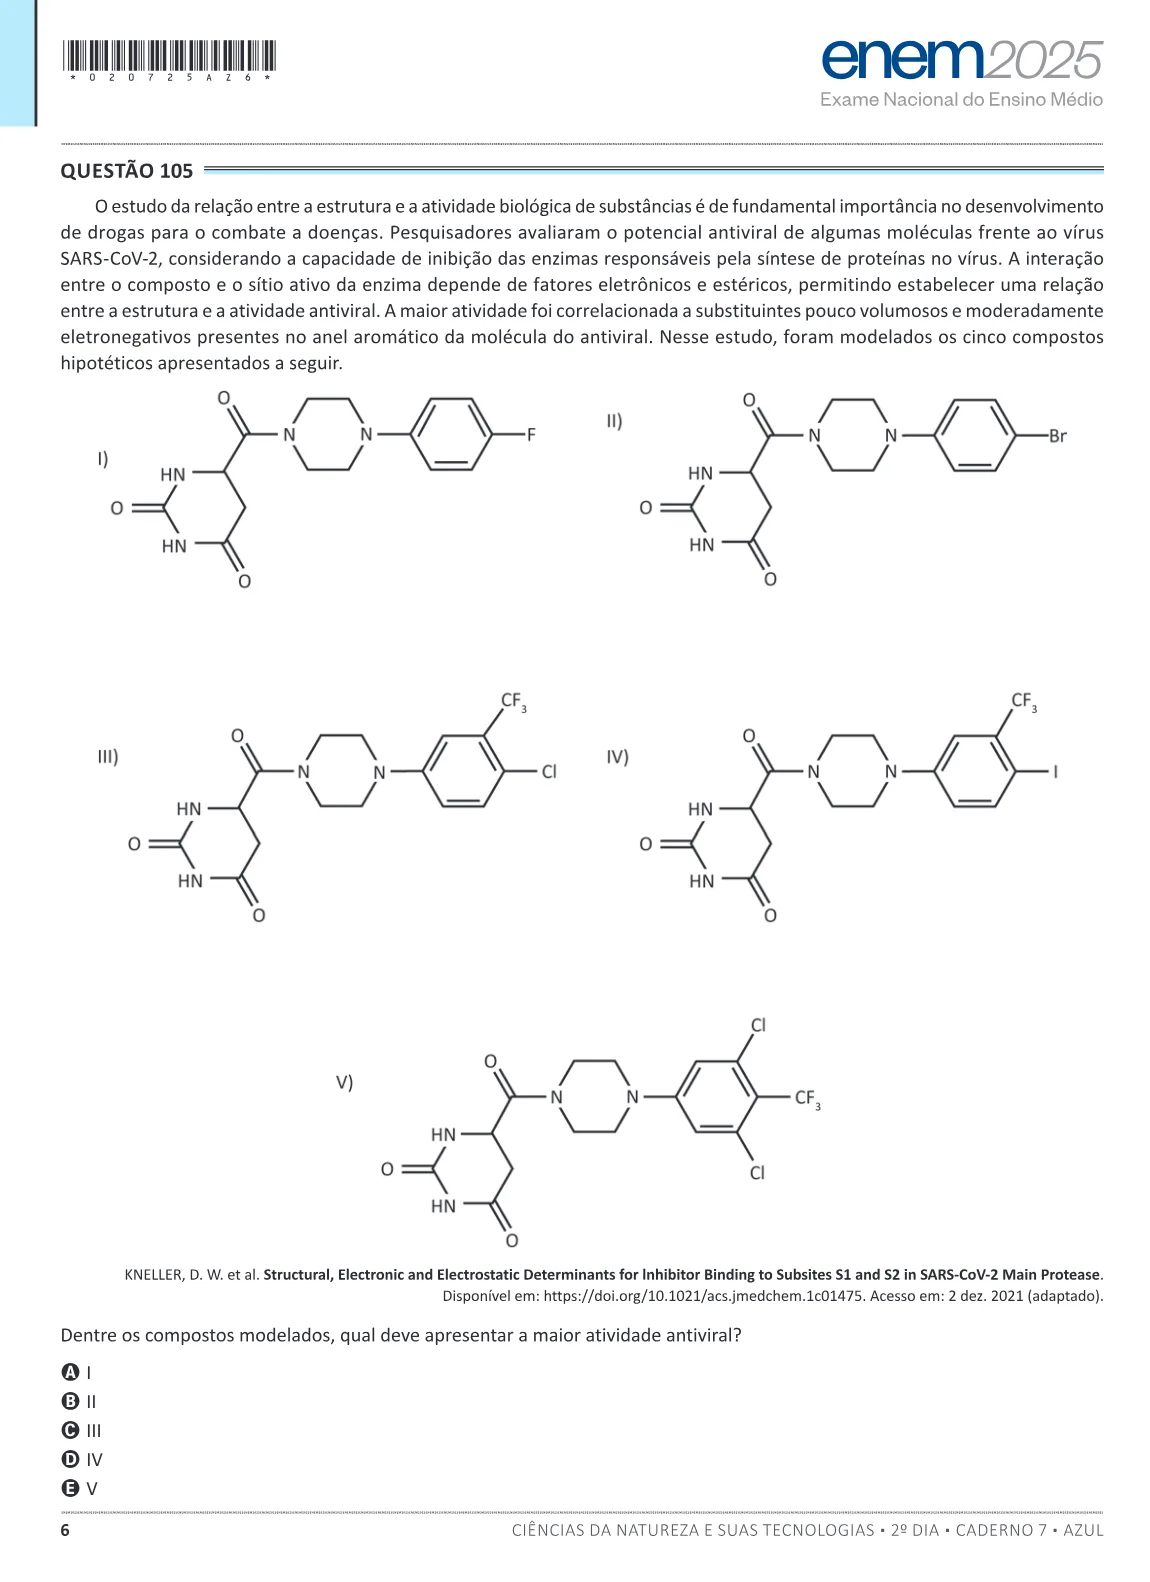 *020725AZ6*
enem2025
Exame Nacional do Ensino Médio
QUESTÃO 105
O estudo da relação entre a estrutura e a atividade biológica de substâncias é de fundamental importância no desenvolvimento
de drogas para o combate a doenças. Pesquisadores avaliaram o potencial antiviral de algumas moléculas frente ao vírus
SARS-CoV-2, considerando a capacidade de inibição das enzimas responsáveis pela síntese de proteínas no vírus. A interação
entre o composto e o sítio ativo da enzima depende de fatores eletrônicos e estéricos, permitindo estabelecer uma relação
entre a estrutura e a atividade antiviral. A maior atividade foi correlacionada a substituintes pouco volumosos e moderadamente
eletronegativos presentes no anel aromático da molécula do antiviral. Nesse estudo, foram modelados os cinco compostos
hipotéticos apresentados a seguir.
I)
O
N
N
F
HN
O
HN
O
II)
O
N
N
Br
HN
O
HN
O
III)
CF3
O
N
N
Cl
HN
O
HN
O
IV)
CF3
O
N
N
I
HN
O
HN
O
V)
Cl
O
N
N
CF3
HN
O
Cl
HN
O
KNELLER, D. W. et al. Structural, Electronic and Electrostatic Determinants for Inhibitor Binding to Subsites S1 and S2 in SARS-CoV-2 Main Protease.
Disponível em: https://doi.org/10.1021/acs.jmedchem.1c01475. Acesso em: 2 dez. 2021 (adaptado).
Dentre os compostos modelados, qual deve apresentar a maior atividade antiviral?
A I
B II
C III
D IV
E V
6
CIÊNCIAS DA NATUREZA E SUAS TECNOLOGIAS • 2º DIA • CADERNO 7 • AZUL